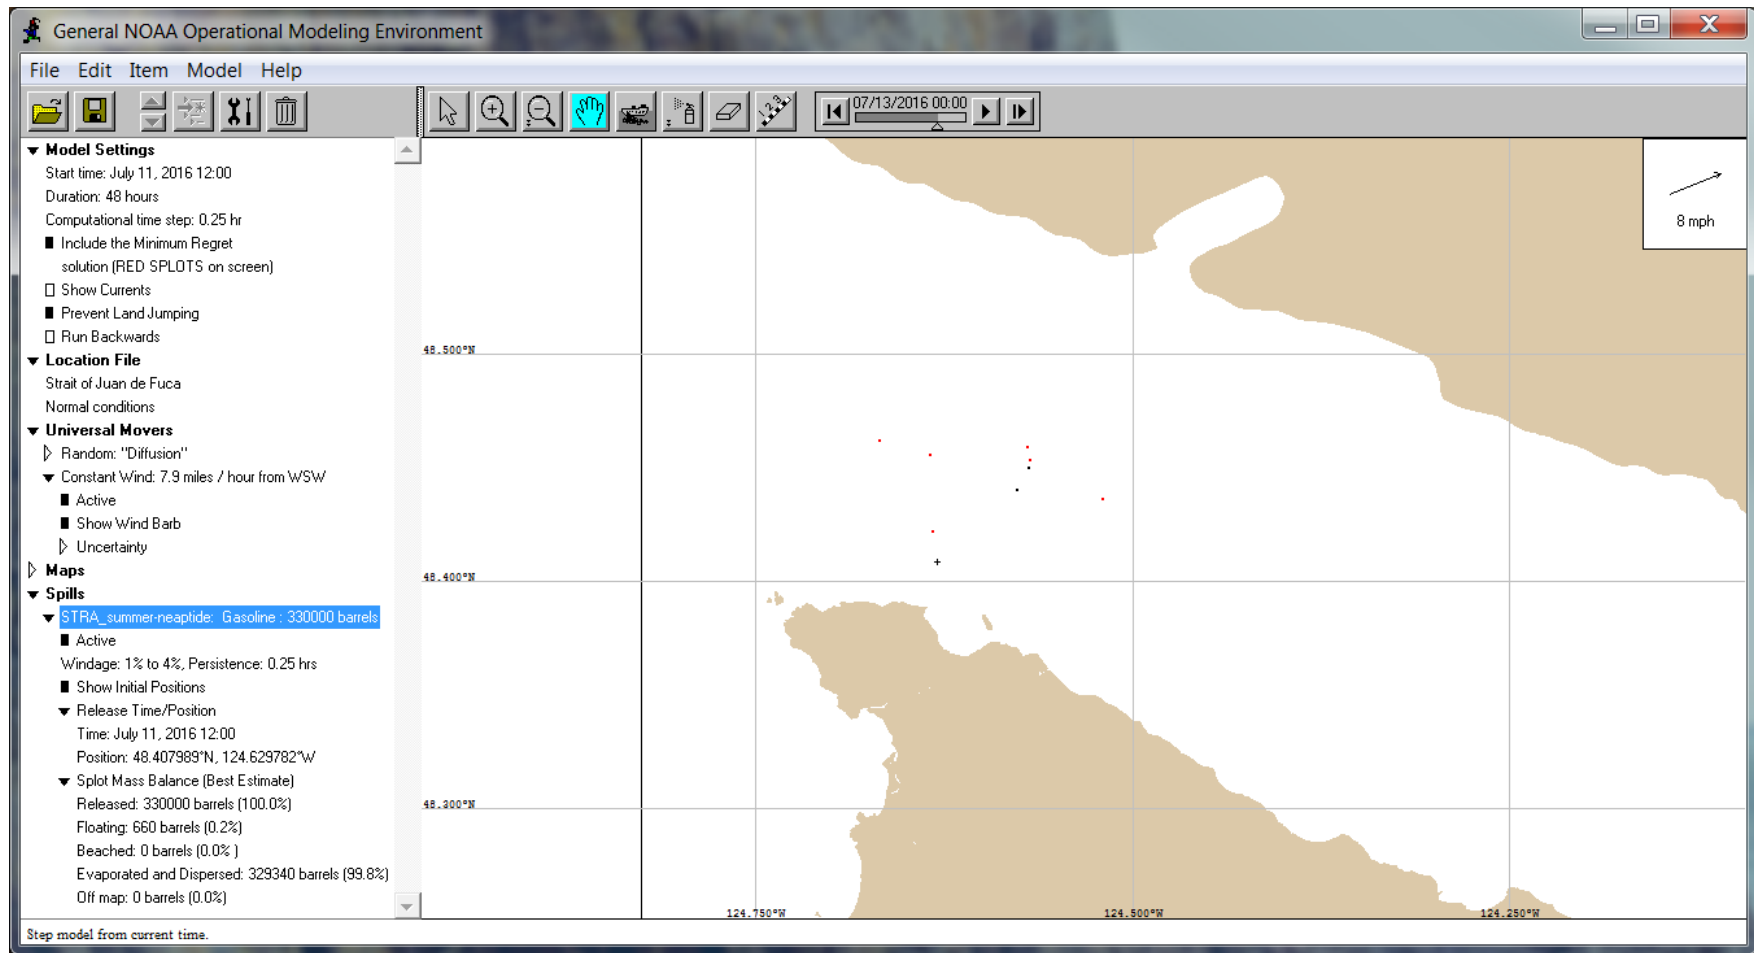 General NOAA Operational Modeling Environment
File Edit Item Model Help
1 2 3
07/13/2016 00:00
▼ Model Settings
Start time: July 11, 2016 12:00
Duration: 48 hours
Computational time step: 0.25 hr
Include the Minimum Regret
solution (RED SPLOTS on screen)
Show Currents
Prevent Land Jumping
Run Backwards
Location File
Strait of Juan de Fuca
Normal conditions
Universal Movers
Random: "Diffusion"
Constant Wind: 7.9 miles / hour from WSW
Active
Show Wind Barb
Uncertainty
Maps
Spills
STRA_summer-neaptide: Gasoline : 330000 barrels
Active
Windage: 1% to 4%, Persistence: 0.25 hrs
Show Initial Positions
Release Time/Position
Time: July 11, 2016 12:00
Position: 48.407989°N, 124.629782°W
Splot Mass Balance (Best Estimate)
Released: 330000 barrels (100.0%)
Floating: 660 barrels (0.2%)
Beached: 0 barrels (0.0% )
Evaporated and Dispersed: 329340 barrels (99.8%)
Off map: 0 barrels (0.0%)
8 mph
48.500°N
48.400°N
48.300°N
124.750°W 124.500°W 124.250°W
Step model from current time.